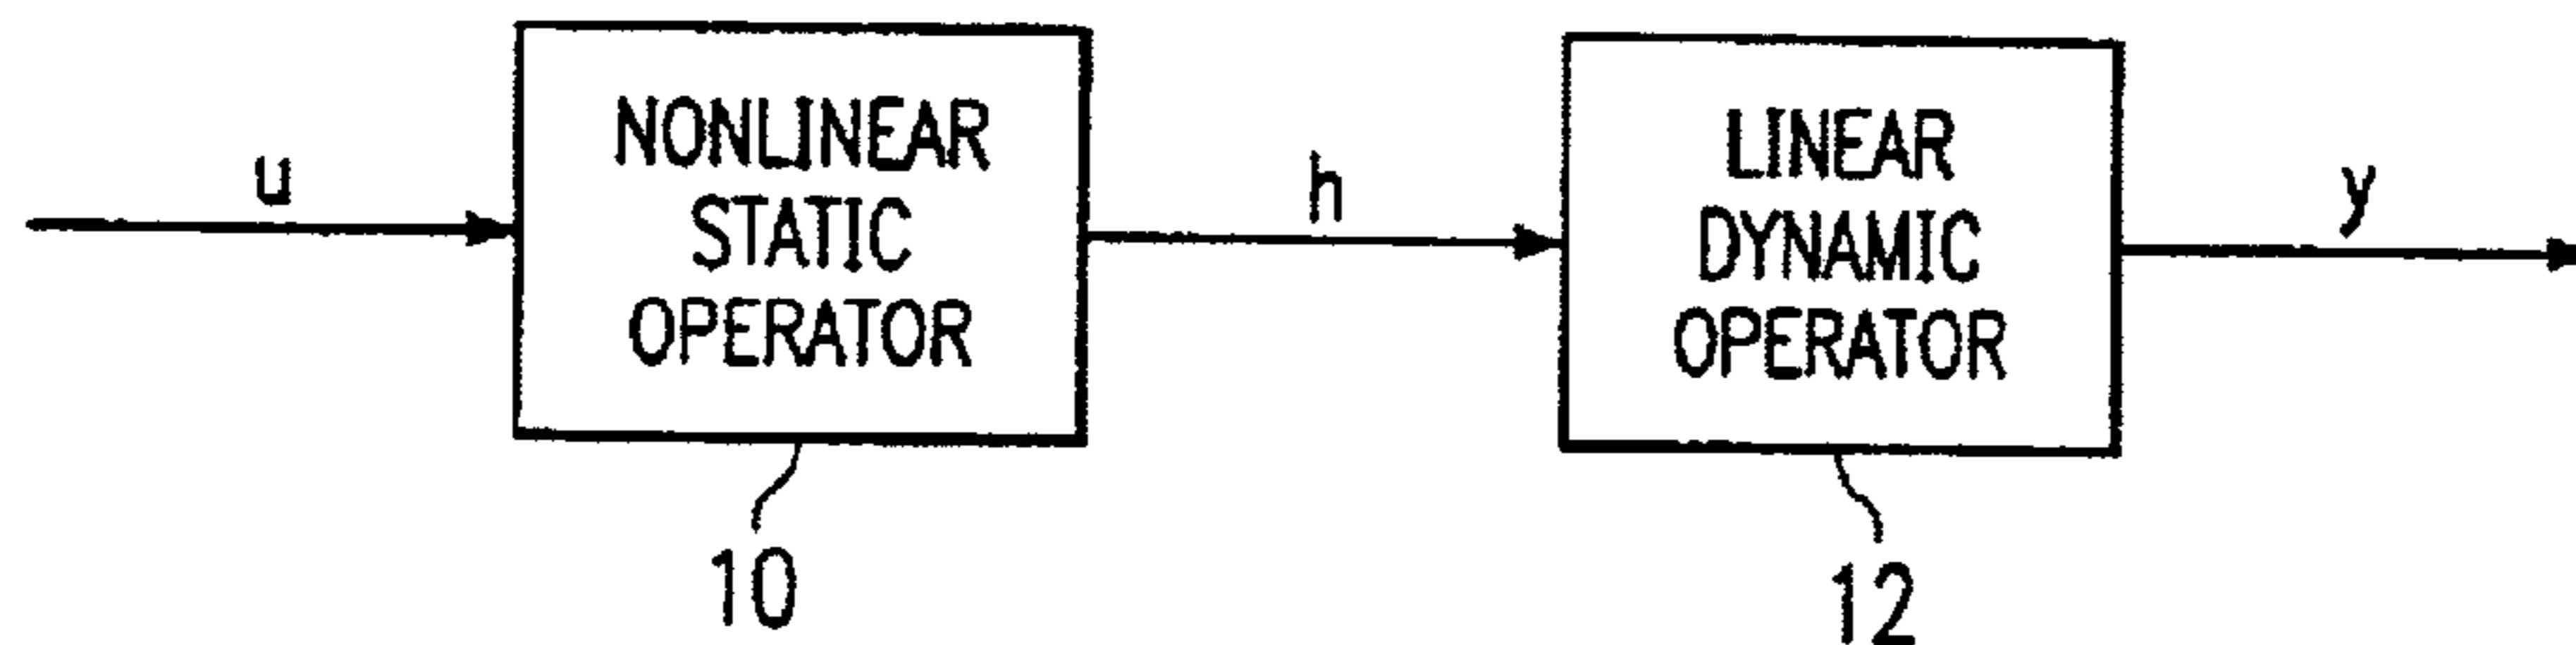 u
NONLINEAR
STATIC
OPERATOR
10
h
LINEAR
DYNAMIC
OPERATOR
12
y